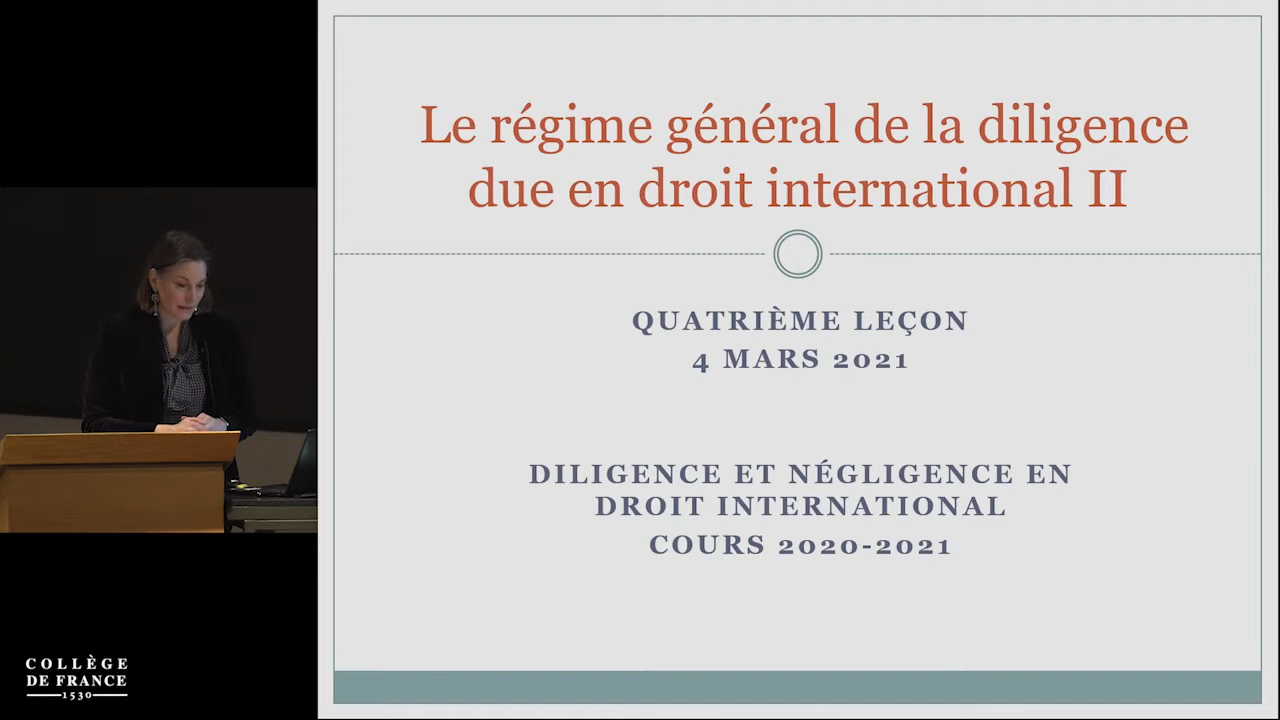 Le régime général de la diligence
due en droit international II
QUATRIÈME LEÇON
4 MARS 2021
DILIGENCE ET NÉGLIGENCE EN
DROIT INTERNATIONAL
COURS 2020-2021
COLLÈGE
DE FRANCE
1530